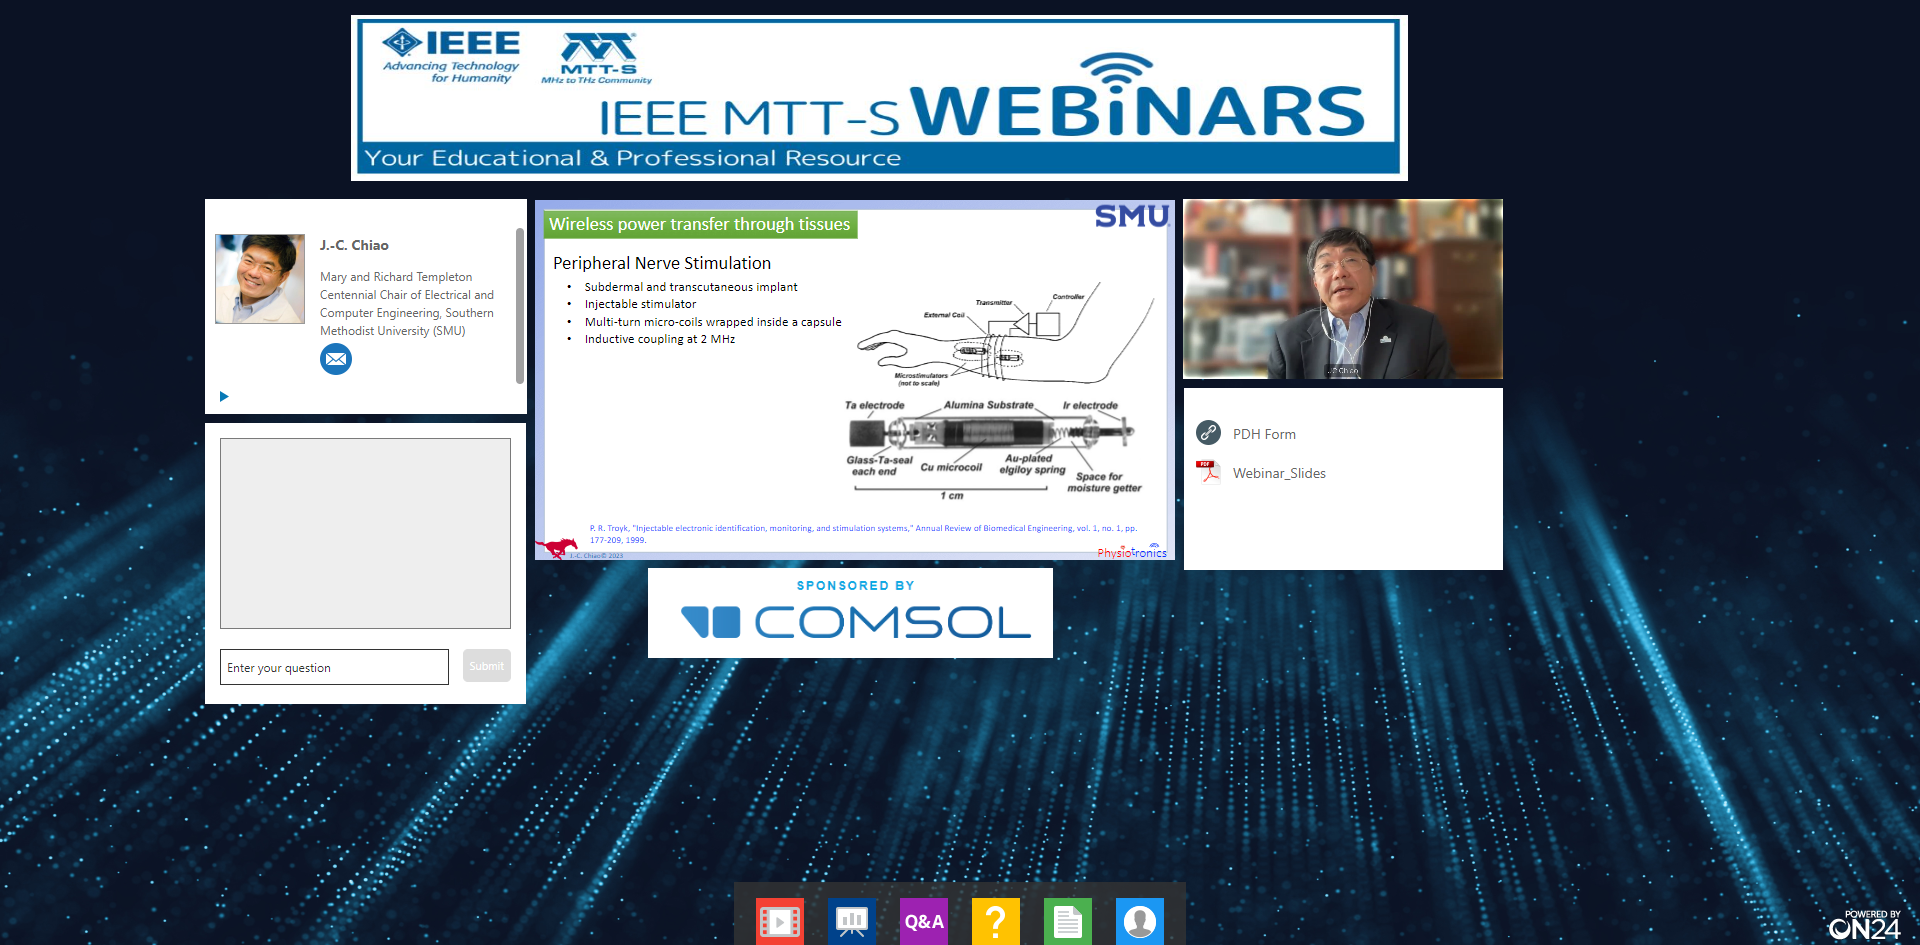 IEEE
Advancing Technology
for Humanity
MTT-S
MHz to THz Community
IEEE MTT-S WEBiNARS
Your Educational & Professional Resource
J.-C. Chiao
Mary and Richard Templeton
Centennial Chair of Electrical and
Computer Engineering, Southern
Methodist University (SMU)
Enter your question
Submit
Wireless power transfer through tissues
SMU
Peripheral Nerve Stimulation
• Subdermal and transcutaneous implant
• Injectable stimulator
• Multi-turn micro-coils wrapped inside a capsule
• Inductive coupling at 2 MHz
Controller
Transmitter
External Coil
Microstimulators
(not to scale)
Ta electrode
Alumina Substrate
Ir electrode
Glass-Ta-seal
each end
Cu microcoil
Au-plated
elgiloy spring
Space for
moisture getter
1 cm
P. R. Troyk, "Injectable electronic identification, monitoring, and stimulation systems," Annual Review of Biomedical Engineering, vol. 1, no. 1, pp.
177-209, 1999.
J.-C. Chiao© 2023
Physiotronics
SPONSORED BY
COMSOL
JC Chiao
PDH Form
PDF
Webinar_Slides
Q&A
?
POWERED BY
ON24